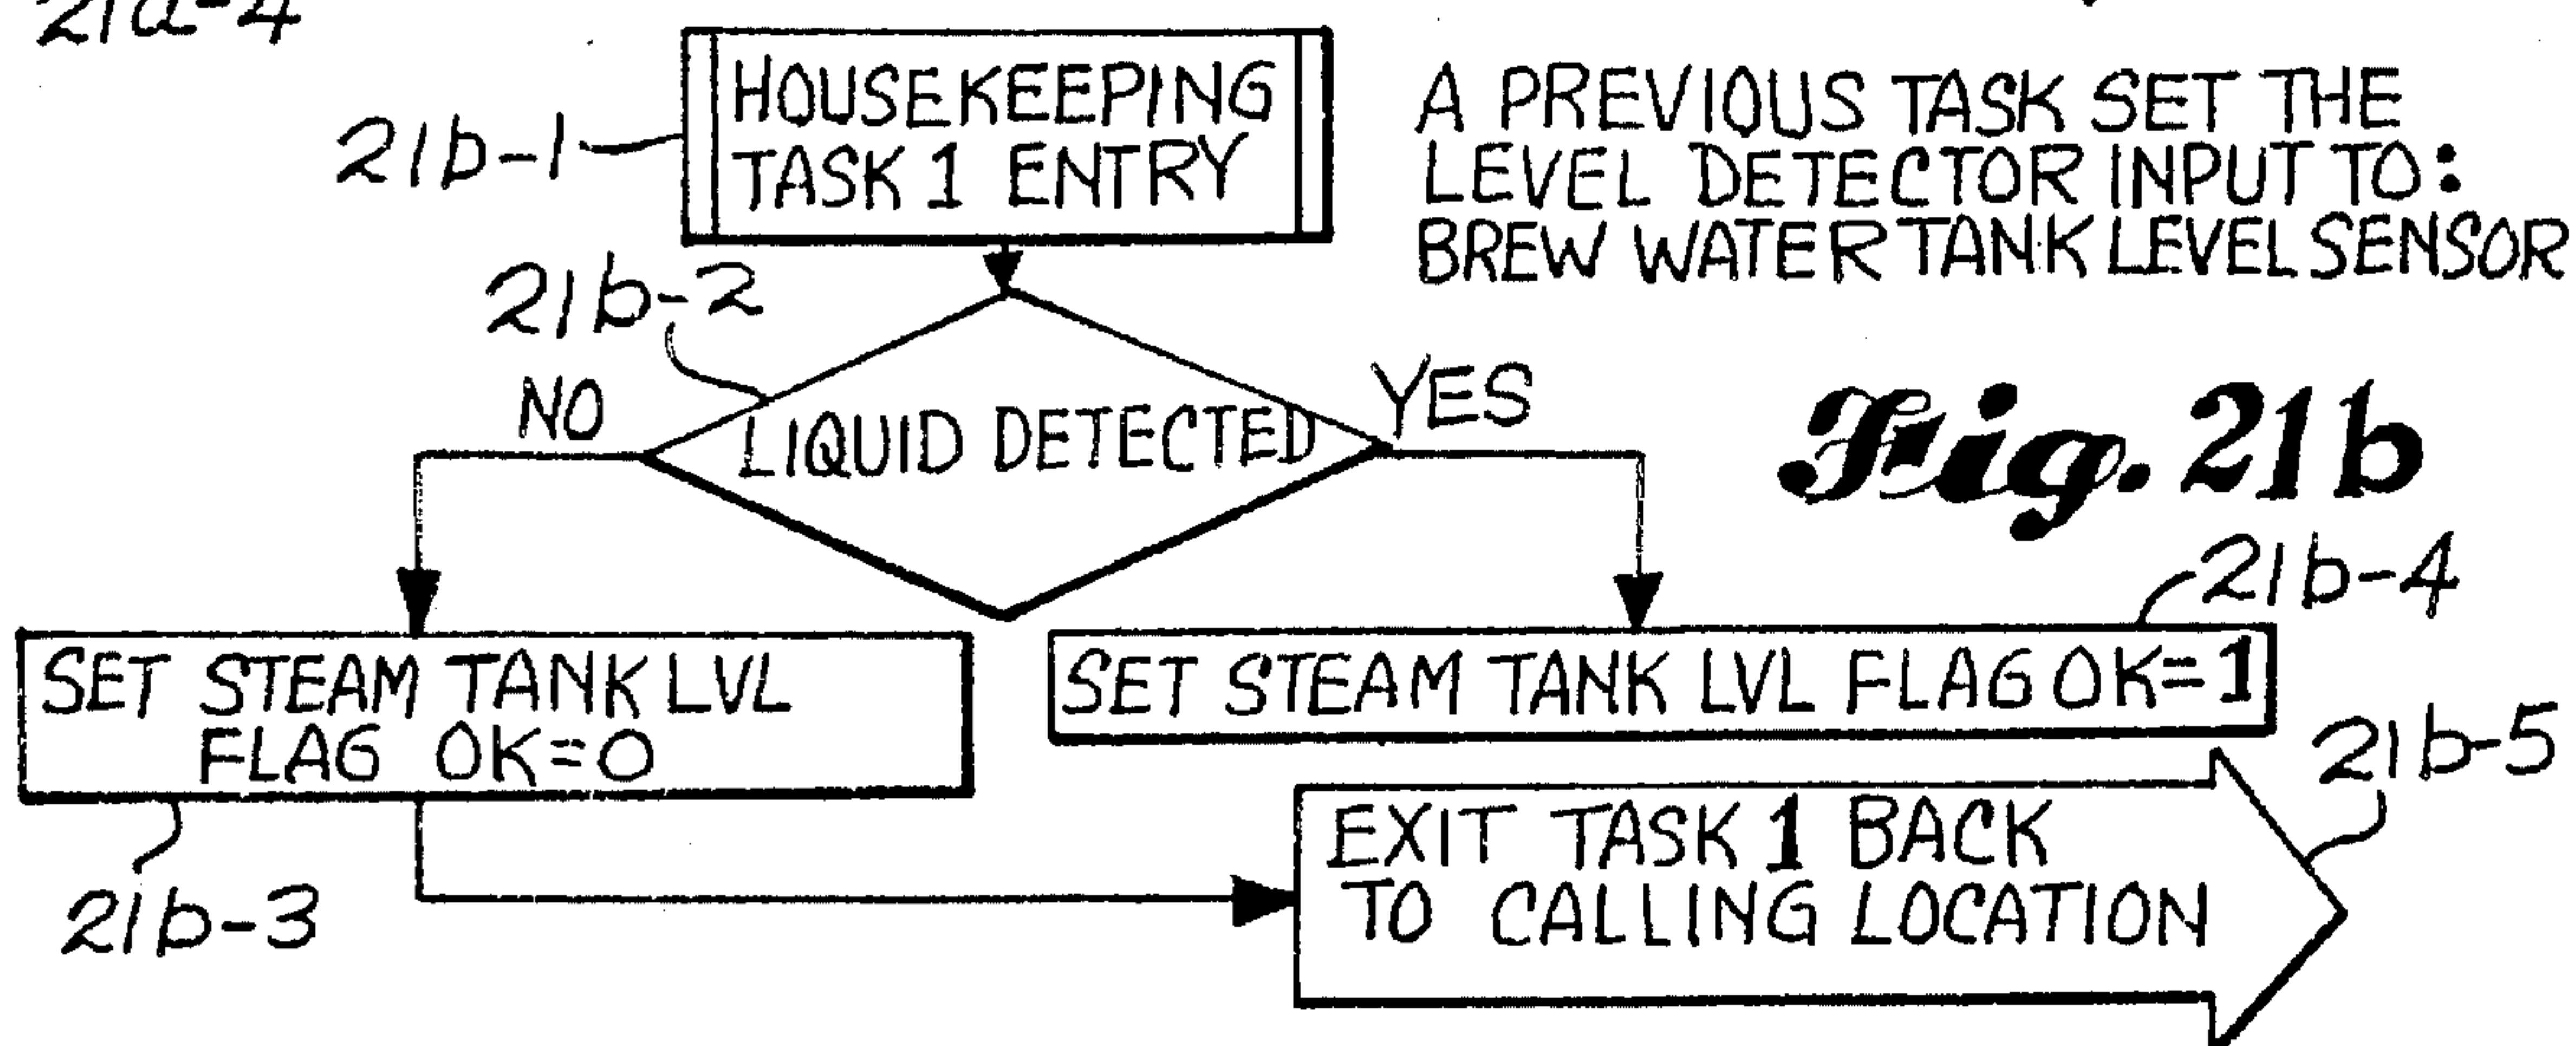 21a-4
HOUSEKEEPING
TASK 1 ENTRY
21b-1
A PREVIOUS TASK SET THE
LEVEL DETECTOR INPUT TO:
BREW WATER TANK LEVEL SENSOR
21b-2
NO
LIQUID DETECTED
YES
Fig. 21b
21b-4
SET STEAM TANK LVL
FLAG OK=0
SET STEAM TANK LVL FLAG OK=1
21b-5
EXIT TASK 1 BACK
TO CALLING LOCATION
21b-3